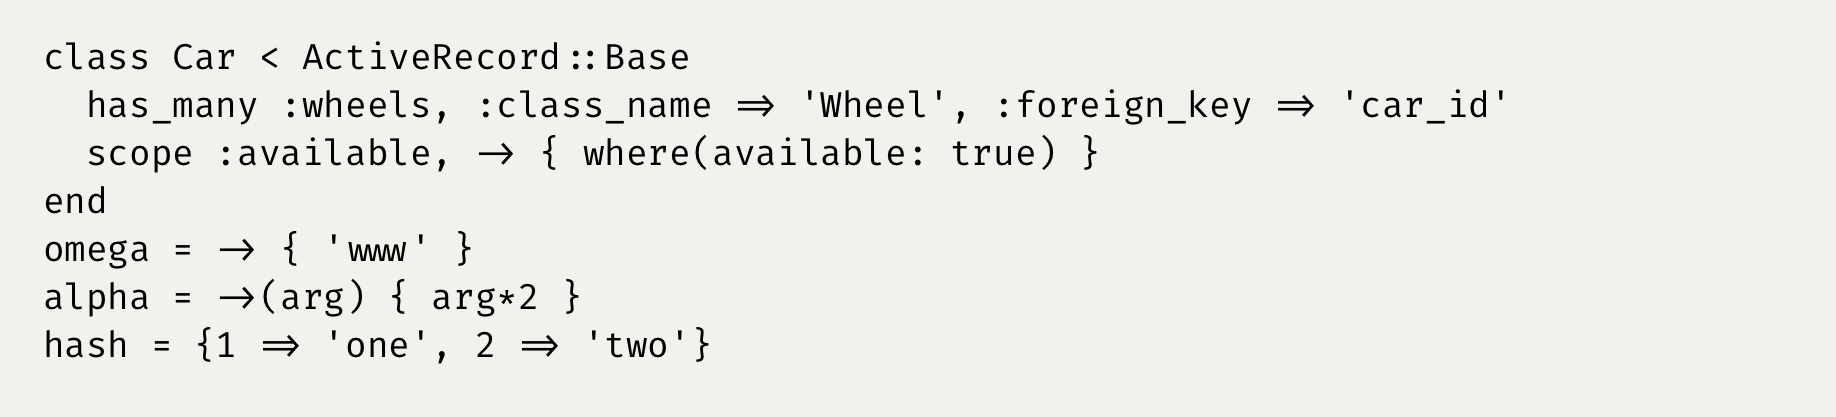 class Car < ActiveRecord::Base
  has_many :wheels, :class_name => 'Wheel', :foreign_key => 'car_id'
  scope :available, -> { where(available: true) }
end
omega = -> { 'www' }
alpha = ->(arg) { arg*2 }
hash = {1 => 'one', 2 => 'two'}